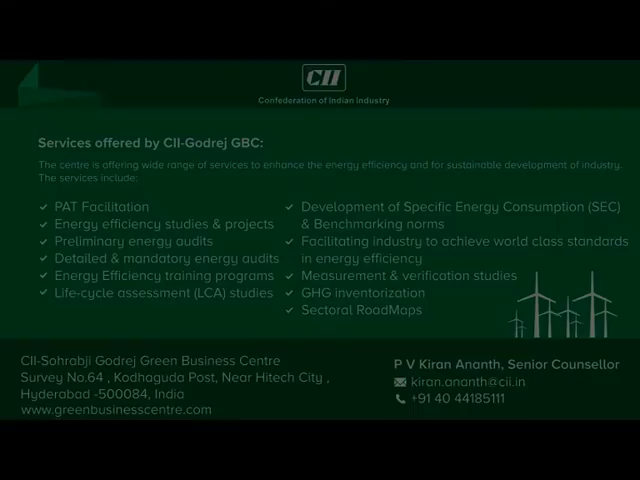 CII
Confederation of Indian Industry
Services offered by CII-Godrej GBC:
The centre is offering wide range of services to enhance the energy efficiency and for sustainable development of industry.
The services include:
PAT Facilitation
Energy efficiency studies & projects
Preliminary energy audits
Detailed & mandatory energy audits
Energy Efficiency training programs
Life-cycle assessment (LCA) studies
Development of Specific Energy Consumption (SEC)
& Benchmarking norms
Facilitating industry to achieve world class standards
in energy efficiency
Measurement & verification studies
GHG inventorization
Sectoral RoadMaps
CII-Sohrabji Godrej Green Business Centre
Survey No.64 , Kodhaguda Post, Near Hitech City ,
Hyderabad -500084, India
www.greenbusinesscentre.com
P V Kiran Ananth, Senior Counsellor
kiran.ananth@cii.in
+91 40 44185111